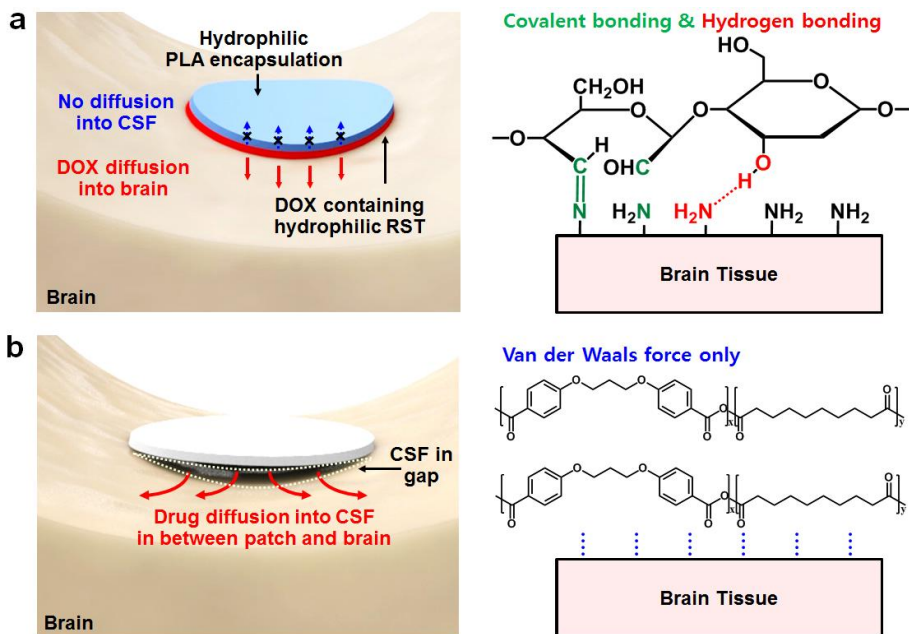 a
Hydrophilic
PLA encapsulation
No diffusion
into CSF
DOX diffusion
into brain
DOX containing
hydrophilic RST
Brain
Covalent bonding & Hydrogen bonding
HO
OH
CH₂OH
O
O
O
O
O
H
C
OHC
O
H
N
H₂N
H₂N
NH₂
NH₂
Brain Tissue
b
CSF in
gap
Drug diffusion into CSF
in between patch and brain
Brain
Van der Waals force only
O
O
O
O
O
O
O
x
y
O
O
O
O
O
O
O
x
y
Brain Tissue